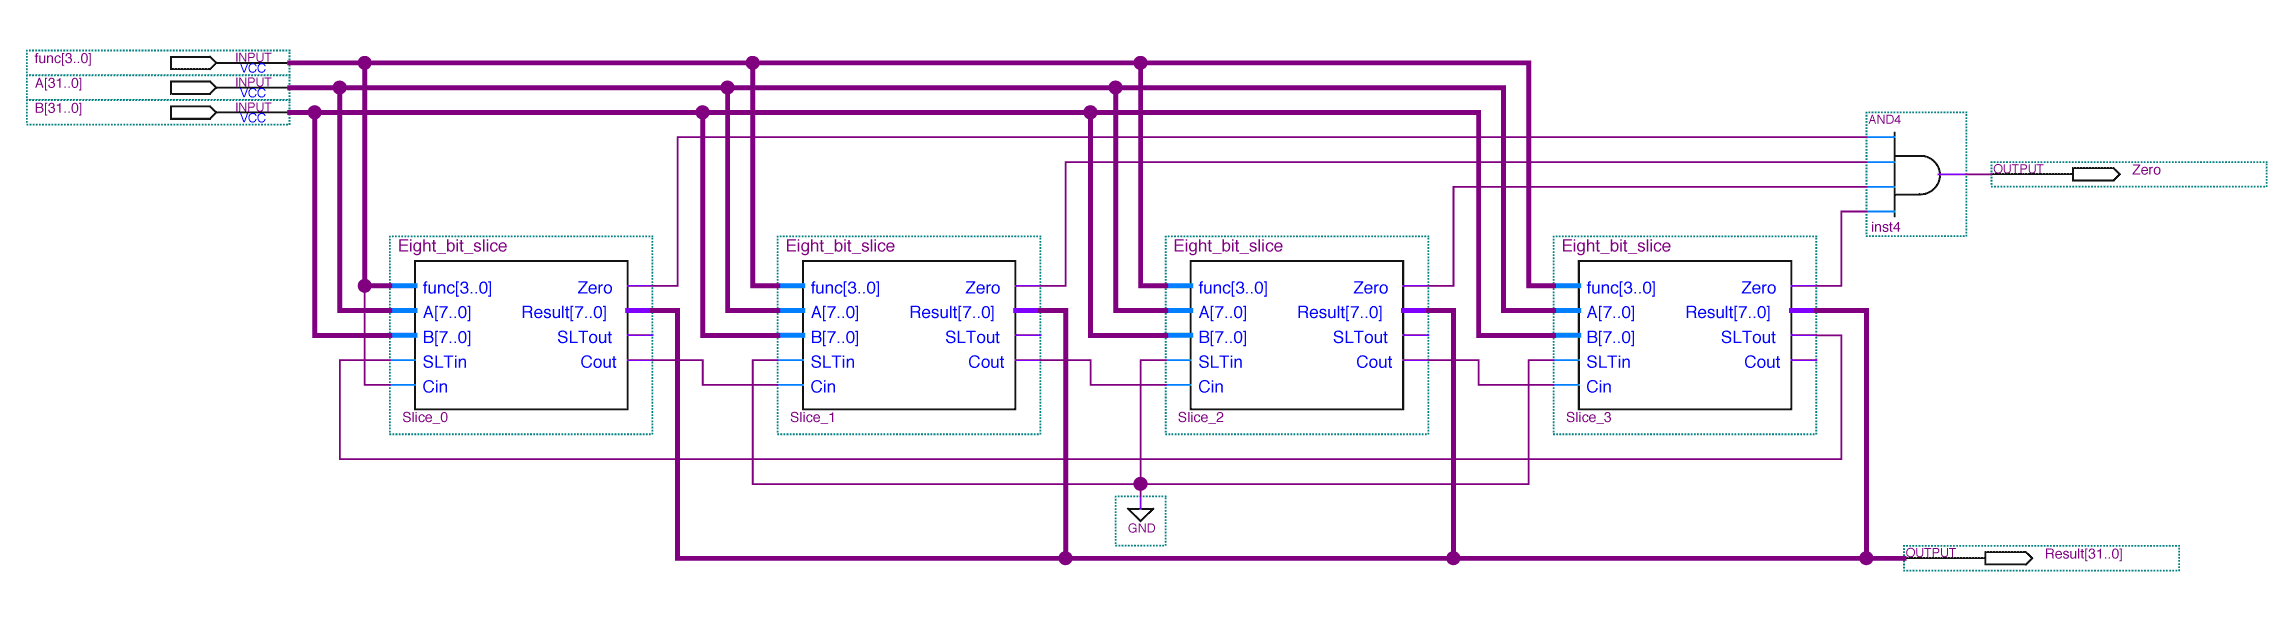 func[3..0] INPUT
VCC
A[31..0] INPUT
VCC
B[31..0] INPUT
VCC
AND4
inst4
OUTPUT Zero
Eight_bit_slice
func[3..0] Zero
A[7..0] Result[7..0]
B[7..0] SLTout
SLTin Cout
Cin
Slice_0
Eight_bit_slice
func[3..0] Zero
A[7..0] Result[7..0]
B[7..0] SLTout
SLTin Cout
Cin
Slice_1
Eight_bit_slice
func[3..0] Zero
A[7..0] Result[7..0]
B[7..0] SLTout
SLTin Cout
Cin
Slice_2
Eight_bit_slice
func[3..0] Zero
A[7..0] Result[7..0]
B[7..0] SLTout
SLTin Cout
Cin
Slice_3
GND
OUTPUT Result[31..0]